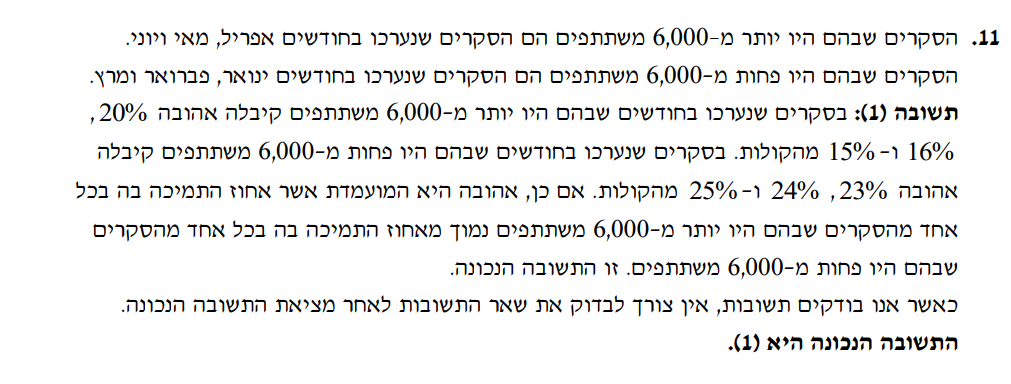 11. הסקרים שבהם היו יותר מ-6,000 משתתפים הם הסקרים שנערכו בחודשים אפריל, מאי ויוני.
הסקרים שבהם היו פחות מ-6,000 משתתפים הם הסקרים שנערכו בחודשים ינואר, פברואר ומרץ.
תשובה (1): בסקרים שנערכו בחודשים שבהם היו יותר מ-6,000 משתתפים קיבלה אהובה 20%,
16% ו-15% מהקולות. בסקרים שנערכו בחודשים שבהם היו פחות מ-6,000 משתתפים קיבלה
אהובה 23%, 24% ו-25% מהקולות. אם כן, אהובה היא המועמדת אשר אחוז התמיכה בה בכל
אחד מהסקרים שבהם היו יותר מ-6,000 משתתפים נמוך מאחוז התמיכה בה בכל אחד מהסקרים
שבהם היו פחות מ-6,000 משתתפים. זו התשובה הנכונה.
כאשר אנו בודקים תשובות, אין צורך לבדוק את שאר התשובות לאחר מציאת התשובה הנכונה.
התשובה הנכונה היא (1).